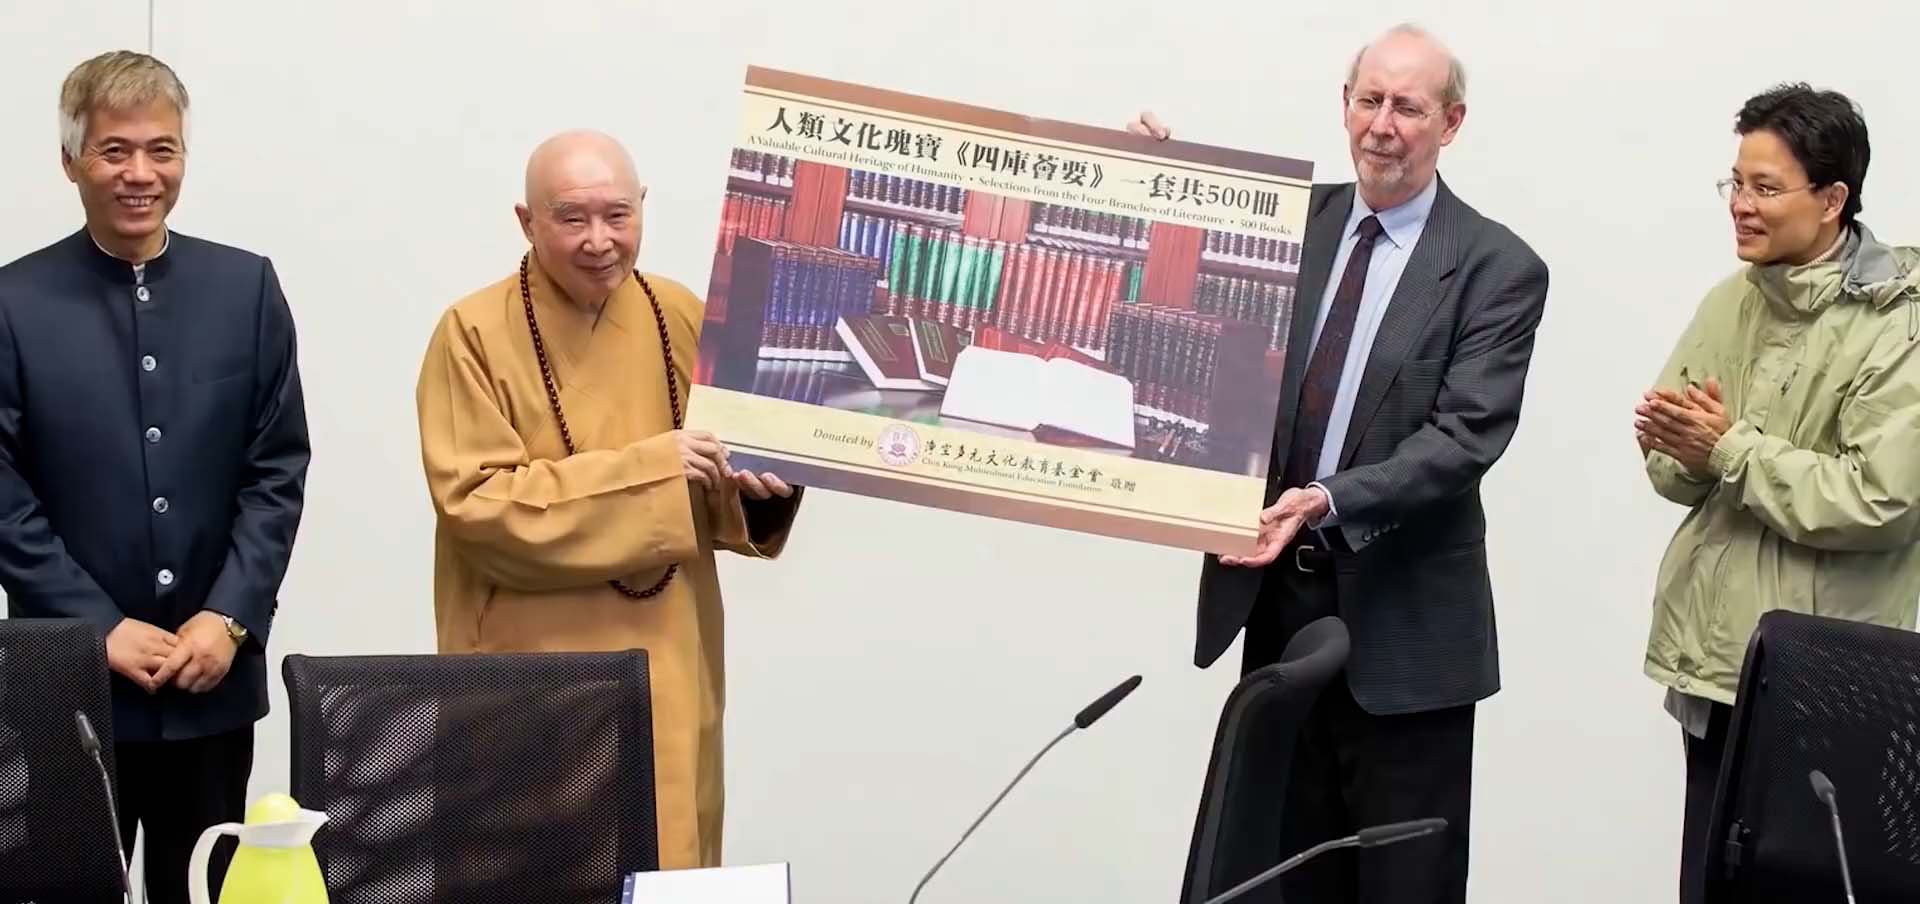 人類文化瑰寶《四庫薈要》一套共500冊
A Valuable Cultural Heritage of Humanity • Selections from the Four Branches of Literature • 500 Books
Donated by 淨空多元文化教育基金會 敬贈
Chin Kung Multicultural Education Foundation